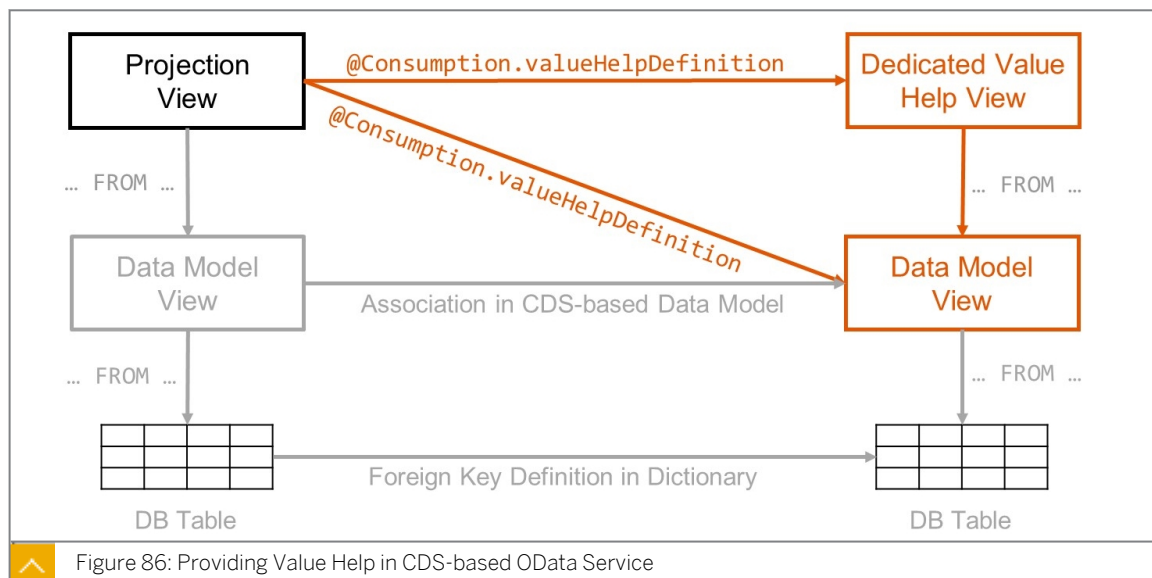 Projection
View
@Consumption.valueHelpDefinition
Dedicated Value
Help View
@Consumption.valueHelpDefinition
... FROM ...
... FROM ...
Data Model
View
Association in CDS-based Data Model
Data Model
View
... FROM ...
... FROM ...
Foreign Key Definition in Dictionary
DB Table
DB Table
Figure 86: Providing Value Help in CDS-based OData Service